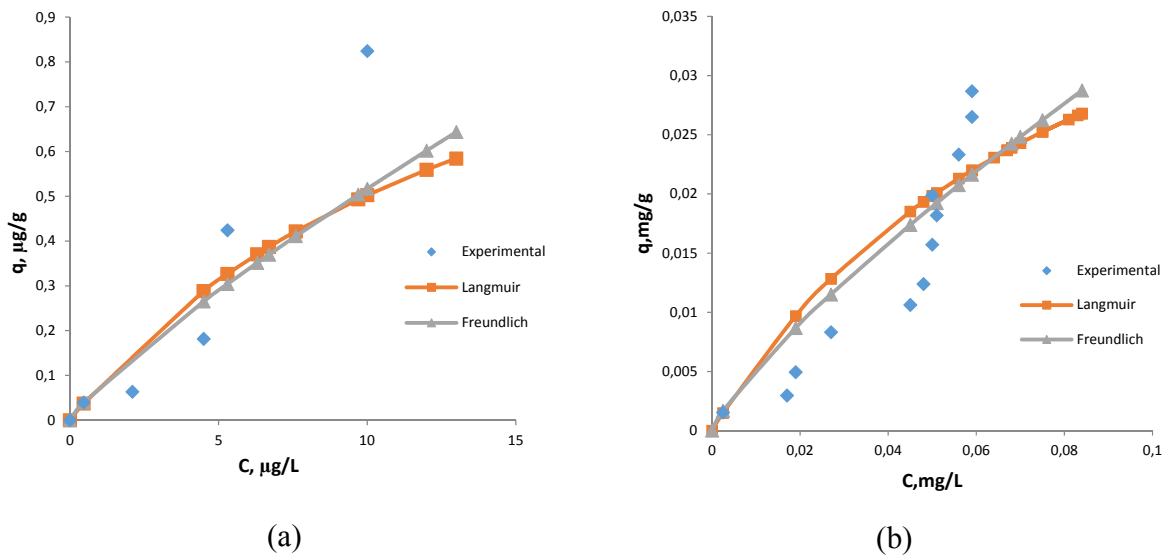 0,9
0,8
0,7
0,6
0,5
0,4
0,3
0,2
0,1
0
q, µg/g
0
5
10
15
C, µg/L
Experimental
Langmuir
Freundlich
(a)
0,035
0,03
0,025
0,02
0,015
0,01
0,005
0
q,mg/g
0
0,02
0,04
0,06
0,08
0,1
C,mg/L
Experimental
Langmuir
Freundlich
(b)